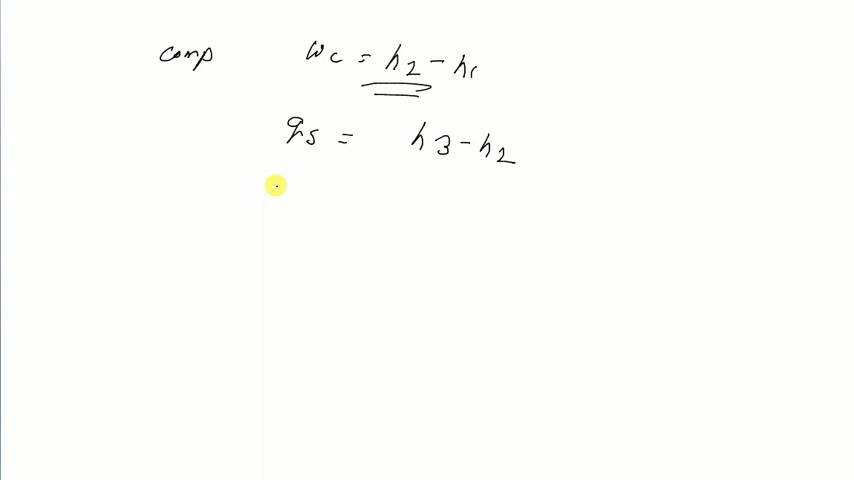 comp wc = h2 - h1
qs = h3 - h2